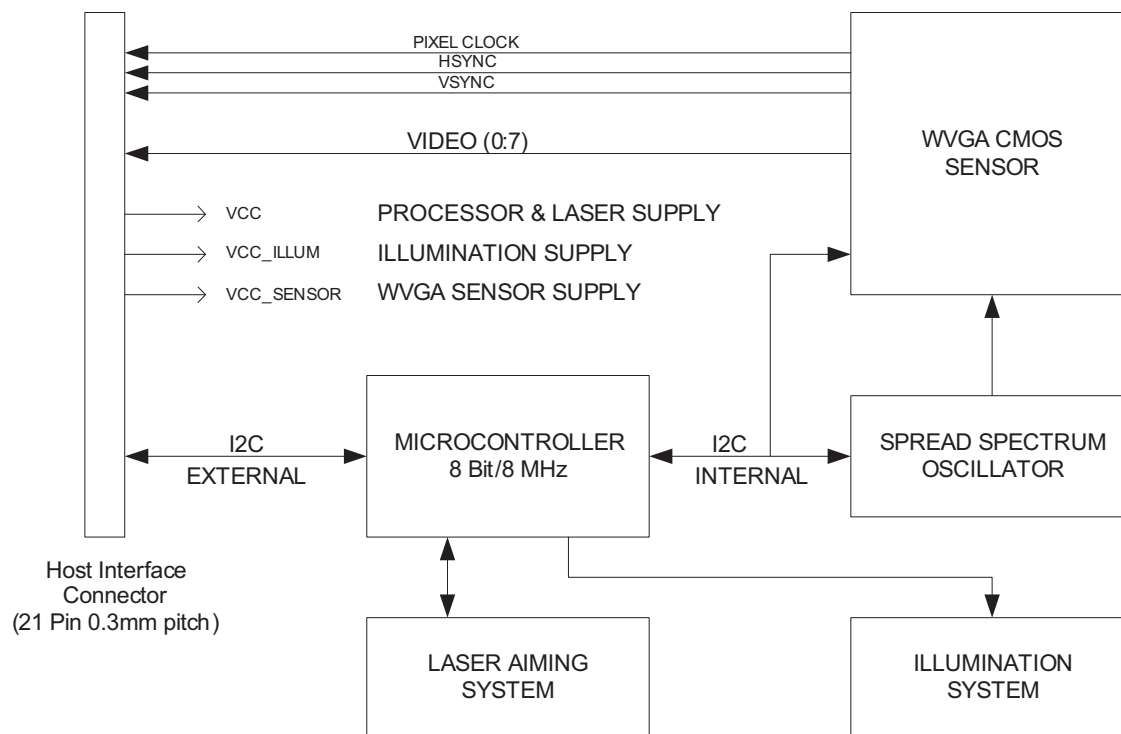 PIXEL CLOCK
HSYNC
VSYNC
VIDEO (0:7)
WVGA CMOS
SENSOR
VCC PROCESSOR & LASER SUPPLY
VCC_ILLUM ILLUMINATION SUPPLY
VCC_SENSOR WVGA SENSOR SUPPLY
I2C
EXTERNAL
MICROCONTROLLER
8 Bit/8 MHz
I2C
INTERNAL
SPREAD SPECTRUM
OSCILLATOR
Host Interface
Connector
(21 Pin 0.3mm pitch)
LASER AIMING
SYSTEM
ILLUMINATION
SYSTEM